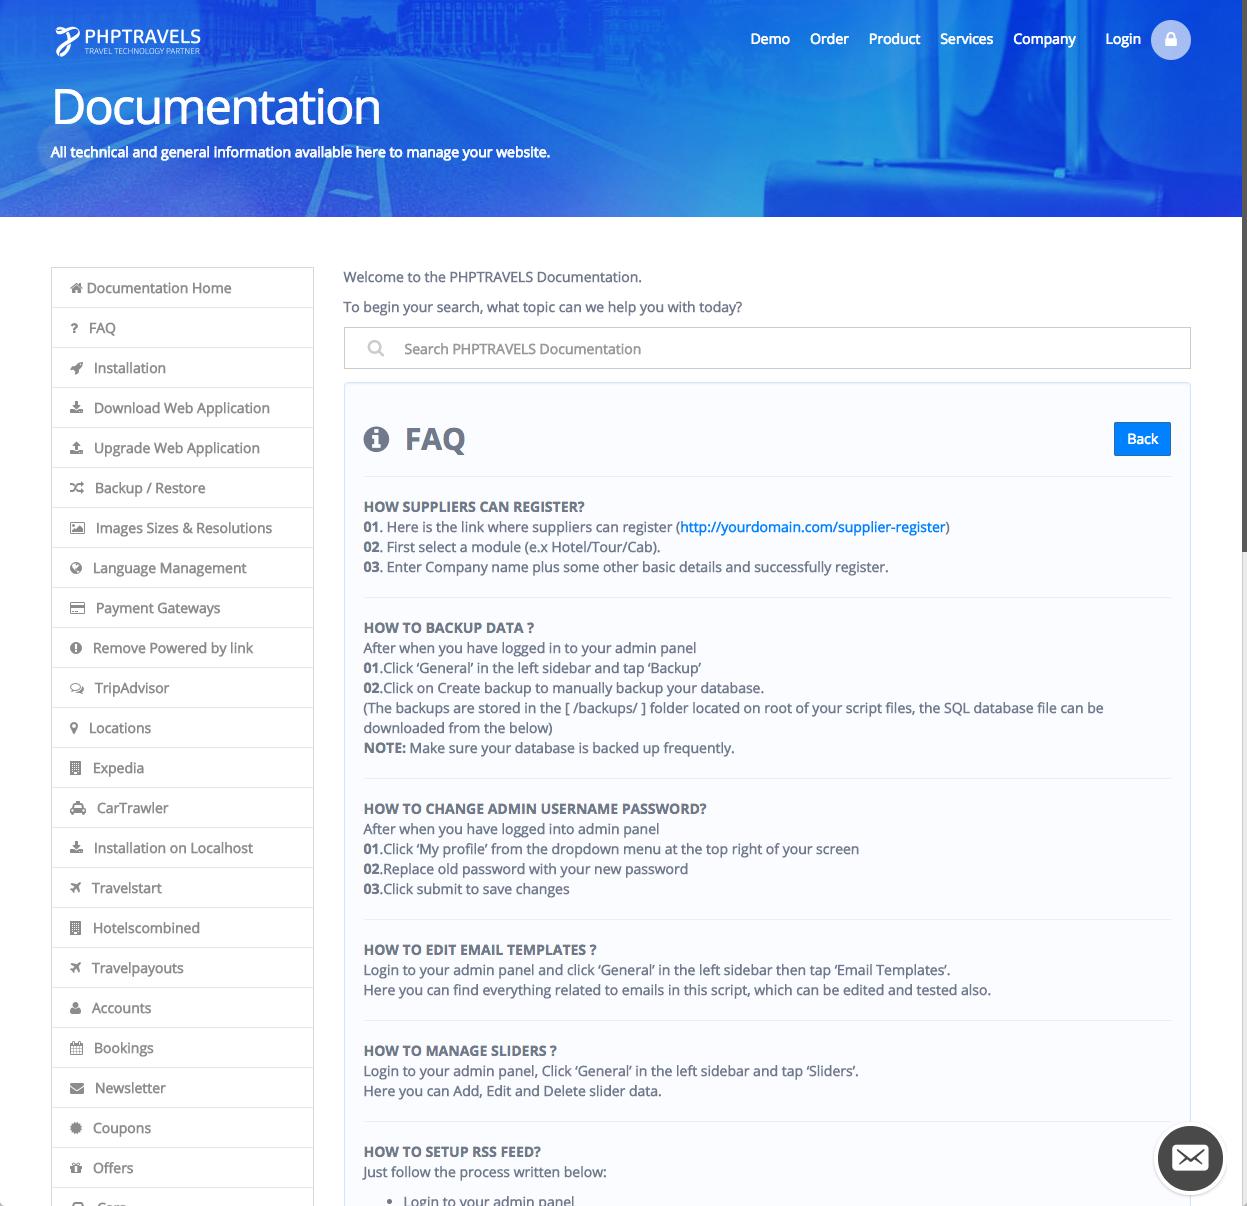 PHPTRAVELS
TRAVEL TECHNOLOGY PARTNER
Demo Order Product Services Company Login
Documentation
All technical and general information available here to manage your website.
Documentation Home
? FAQ
Installation
Download Web Application
Upgrade Web Application
Backup / Restore
Images Sizes & Resolutions
Language Management
Payment Gateways
Remove Powered by link
TripAdvisor
Locations
Expedia
CarTrawler
Installation on Localhost
Travelstart
Hotelscombined
Travelpayouts
Accounts
Bookings
Newsletter
Coupons
Offers
Cars
Welcome to the PHPTRAVELS Documentation.
To begin your search, what topic can we help you with today?
Search PHPTRAVELS Documentation
FAQ
Back
HOW SUPPLIERS CAN REGISTER?
01. Here is the link where suppliers can register (http://yourdomain.com/supplier-register)
02. First select a module (e.x Hotel/Tour/Cab).
03. Enter Company name plus some other basic details and successfully register.
HOW TO BACKUP DATA ?
After when you have logged in to your admin panel
01.Click ‘General’ in the left sidebar and tap ‘Backup’
02.Click on Create backup to manually backup your database.
(The backups are stored in the [ /backups/ ] folder located on root of your script files, the SQL database file can be
downloaded from the below)
NOTE: Make sure your database is backed up frequently.
HOW TO CHANGE ADMIN USERNAME PASSWORD?
After when you have logged into admin panel
01.Click ‘My profile’ from the dropdown menu at the top right of your screen
02.Replace old password with your new password
03.Click submit to save changes
HOW TO EDIT EMAIL TEMPLATES ?
Login to your admin panel and click ‘General’ in the left sidebar then tap ‘Email Templates’.
Here you can find everything related to emails in this script, which can be edited and tested also.
HOW TO MANAGE SLIDERS ?
Login to your admin panel, Click ‘General’ in the left sidebar and tap ‘Sliders’.
Here you can Add, Edit and Delete slider data.
HOW TO SETUP RSS FEED?
Just follow the process written below:
• Login to your admin panel